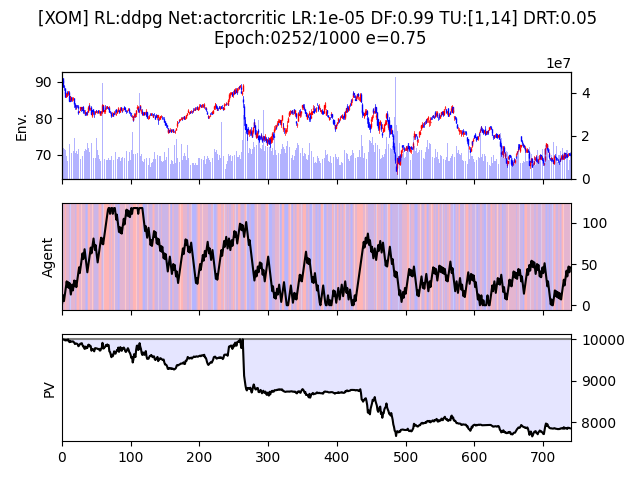 [XOM] RL:ddpg Net:actorcritic LR:1e-05 DF:0.99 TU:[1,14] DRT:0.05
Epoch:0252/1000 e=0.75
1e7
90
80
70
Env.
4
2
0
Agent
100
50
0
PV
10000
9000
8000
0 100 200 300 400 500 600 700